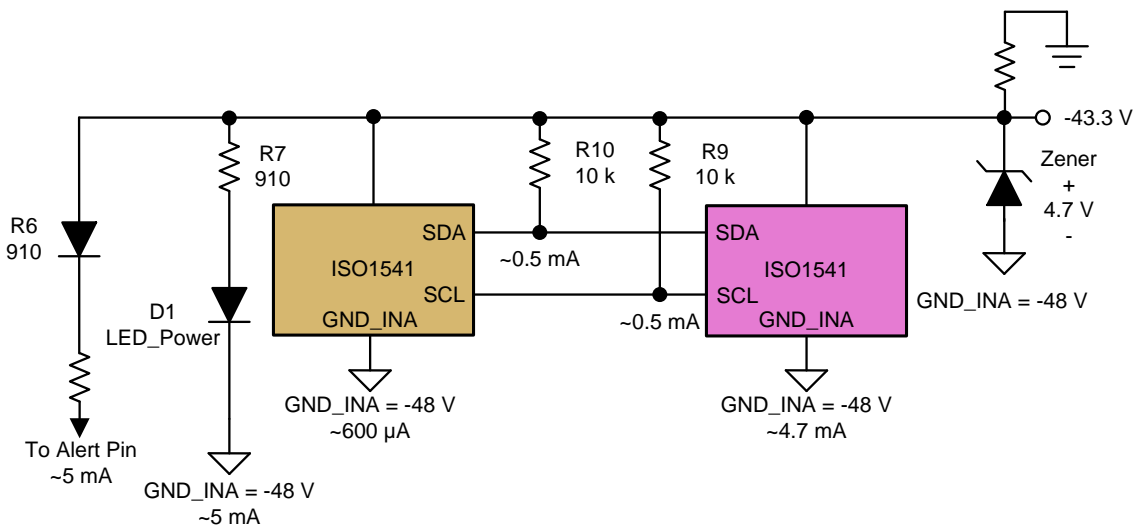 -43.3 V
R7
910
R10
10 k
R9
10 k
Zener
+
4.7 V
-
R6
910
SDA
SDA
~0.5 mA
ISO1541
ISO1541
SCL
SCL
D1
LED_Power
GND_INA
~0.5 mA
GND_INA
GND_INA = -48 V
GND_INA = -48 V
~600 µA
GND_INA = -48 V
~4.7 mA
To Alert Pin
~5 mA
GND_INA = -48 V
~5 mA